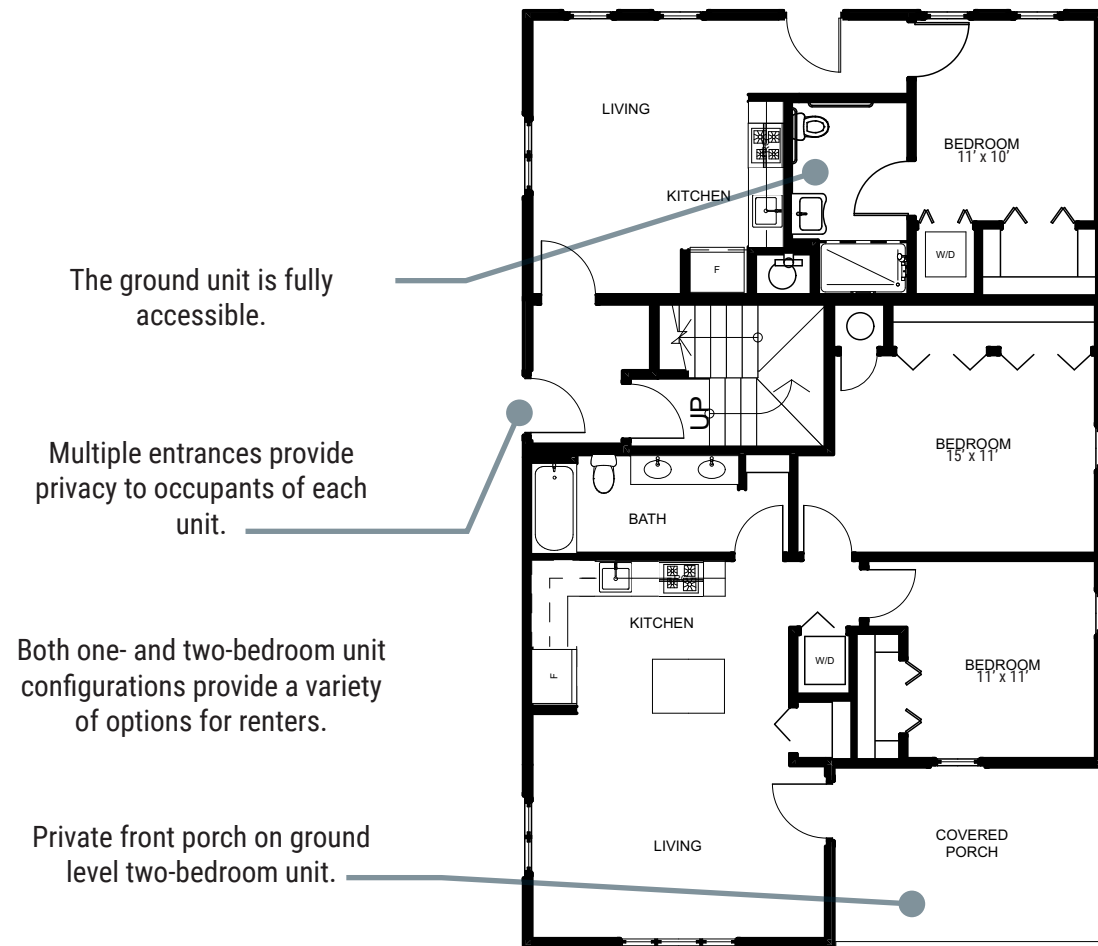 The ground unit is fully
accessible.
Multiple entrances provide
privacy to occupants of each
unit.
Both one- and two-bedroom unit
configurations provide a variety
of options for renters.
Private front porch on ground
level two-bedroom unit.
LIVING
BEDROOM
11' x 10'
KITCHEN
W/D
F
UP
BEDROOM
15' x 11'
BATH
KITCHEN
W/D
BEDROOM
11' x 11'
F
LIVING
COVERED
PORCH